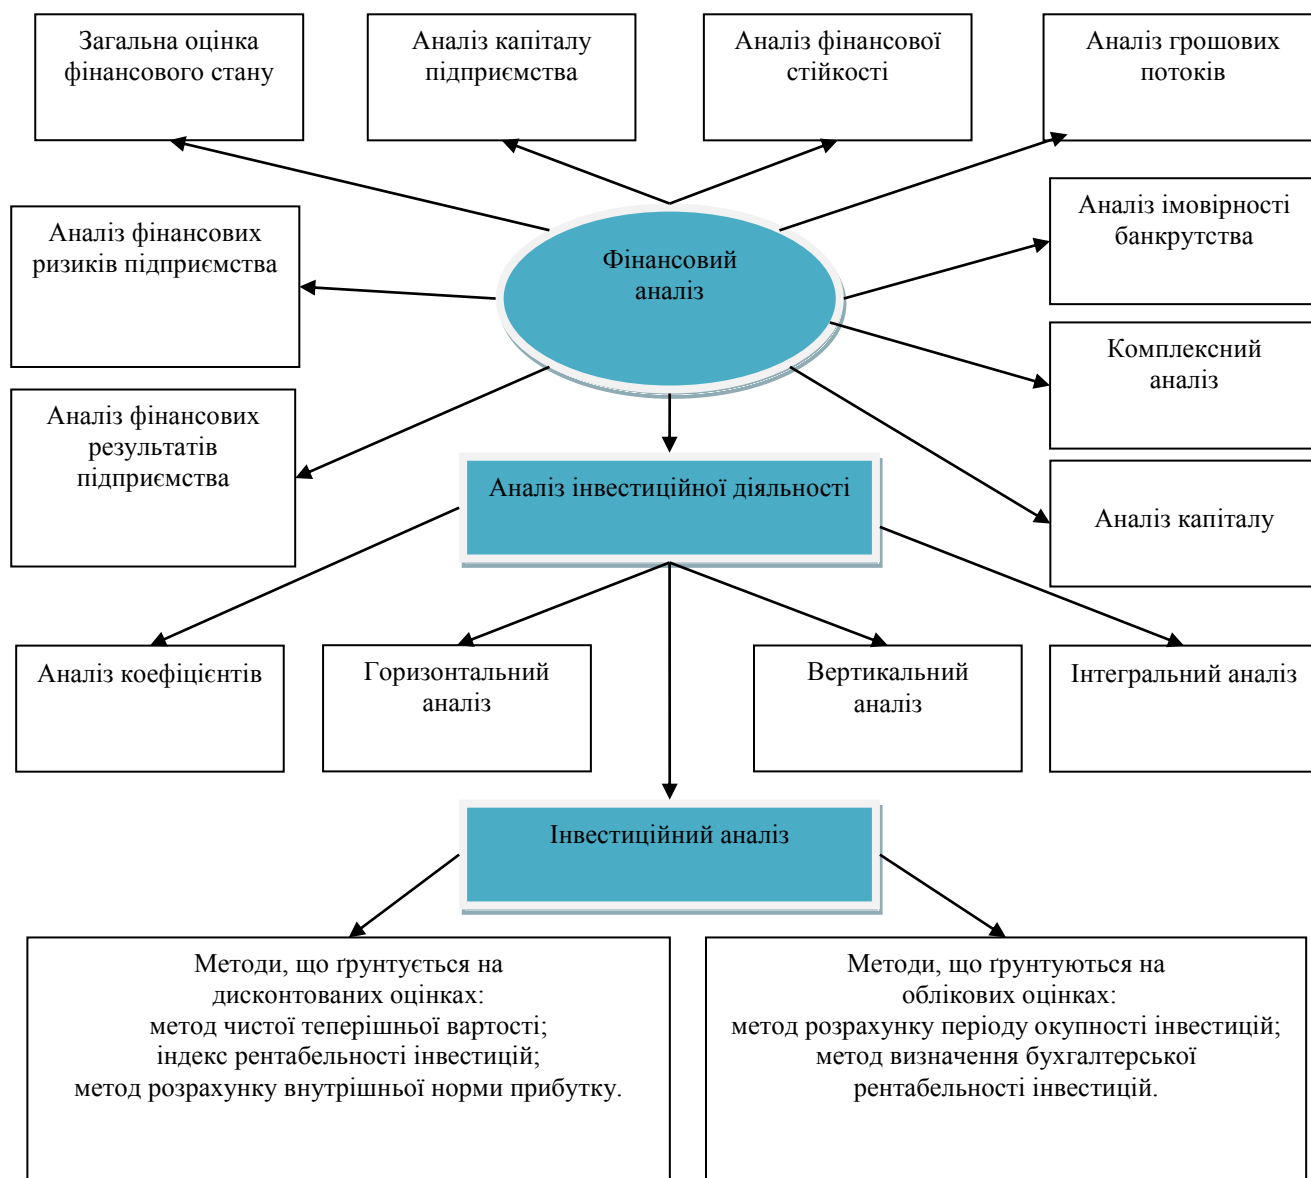 Загальна оцінка
фінансового стану
Аналіз капіталу
підприємства
Аналіз фінансової
стійкості
Аналіз грошових
потоків
Аналіз фінансових
ризиків підприємства
Фінансовий
аналіз
Аналіз імовірності
банкрутства
Комплексний
аналіз
Аналіз фінансових
результатів
підприємства
Аналіз інвестиційної діяльності
Аналіз капіталу
Аналіз коефіцієнтів
Горизонтальний
аналіз
Вертикальний
аналіз
Інтегральний аналіз
Інвестиційний аналіз
Методи, що ґрунтується на
дисконтованих оцінках:
метод чистої теперішньої вартості;
індекс рентабельності інвестицій;
метод розрахунку внутрішньої норми прибутку.
Методи, що ґрунтуються на
облікових оцінках:
метод розрахунку періоду окупності інвестицій;
метод визначення бухгалтерської
рентабельності інвестицій.